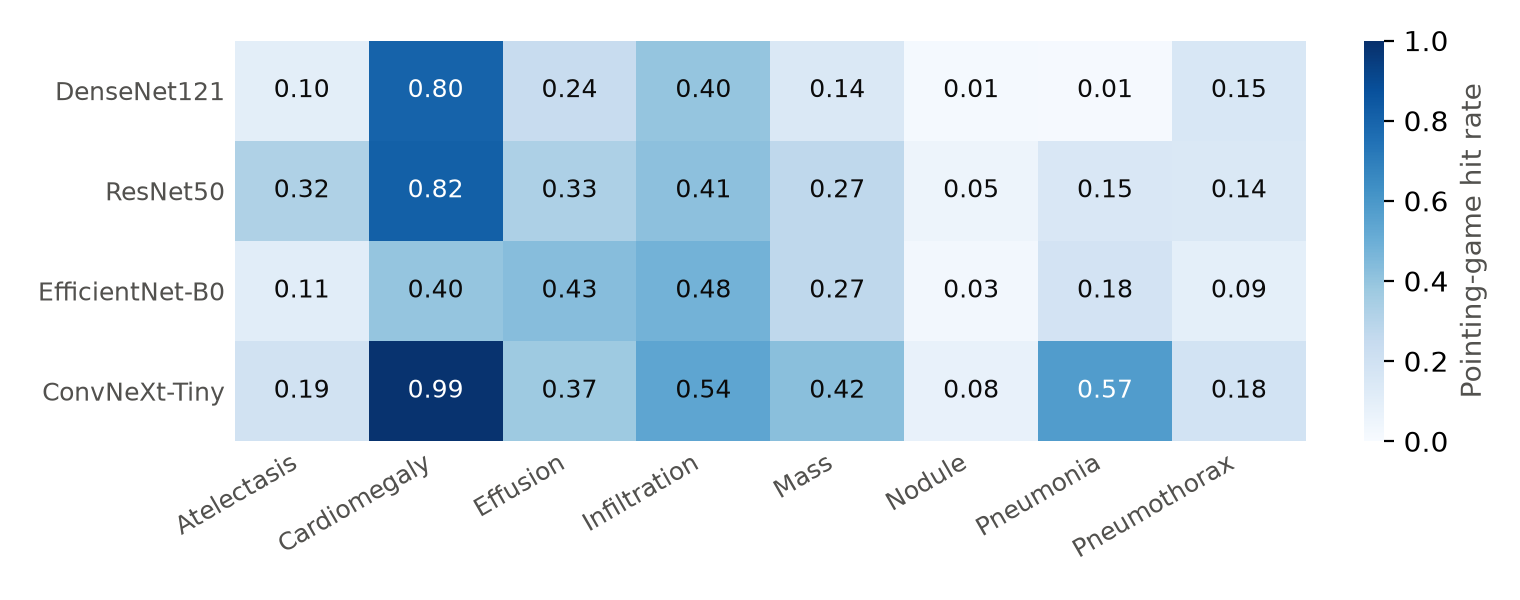 DenseNet121 0.10 0.80 0.24 0.40 0.14 0.01 0.01 0.15
ResNet50 0.32 0.82 0.33 0.41 0.27 0.05 0.15 0.14
EfficientNet-B0 0.11 0.40 0.43 0.48 0.27 0.03 0.18 0.09
ConvNeXt-Tiny 0.19 0.99 0.37 0.54 0.42 0.08 0.57 0.18
Atelectasis Cardiomegaly Effusion Infiltration Mass Nodule Pneumonia Pneumothorax
1.0
0.8
0.6
0.4
0.2
0.0
Pointing-game hit rate